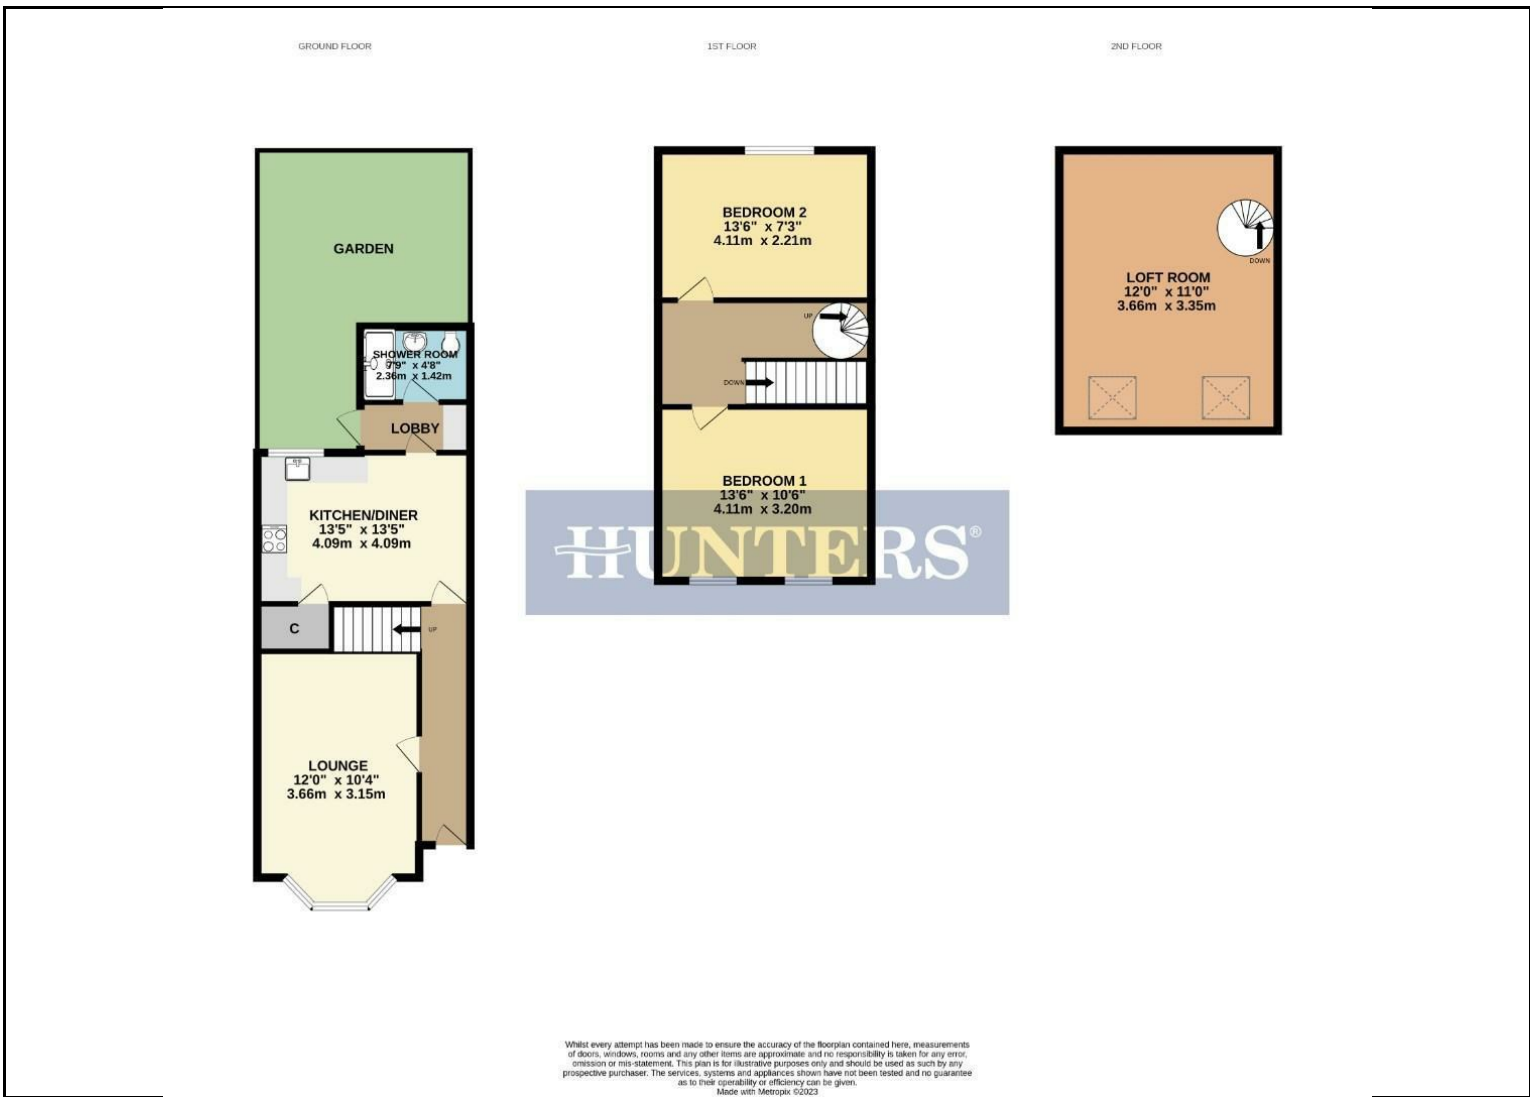 GROUND FLOOR
1ST FLOOR
2ND FLOOR
GARDEN
SHOWER ROOM
7'9" x 4'8"
2.36m x 1.42m
LOBBY
KITCHEN/DINER
13'5" x 13'5"
4.09m x 4.09m
C
UP
LOUNGE
12'0" x 10'4"
3.66m x 3.15m
BEDROOM 2
13'6" x 7'3"
4.11m x 2.21m
UP
DOWN
BEDROOM 1
13'6" x 10'6"
4.11m x 3.20m
HUNTERS®
DOWN
LOFT ROOM
12'0" x 11'0"
3.66m x 3.35m
Whilst every attempt has been made to ensure the accuracy of the floorplan contained here, measurements
of doors, windows, rooms and any other items are approximate and no responsibility is taken for any error,
omission or mis-statement. This plan is for illustrative purposes only and should be used as such by any
prospective purchaser. The services, systems and appliances shown have not been tested and no guarantee
as to their operability or efficiency can be given.
Made with Metropix ©2023